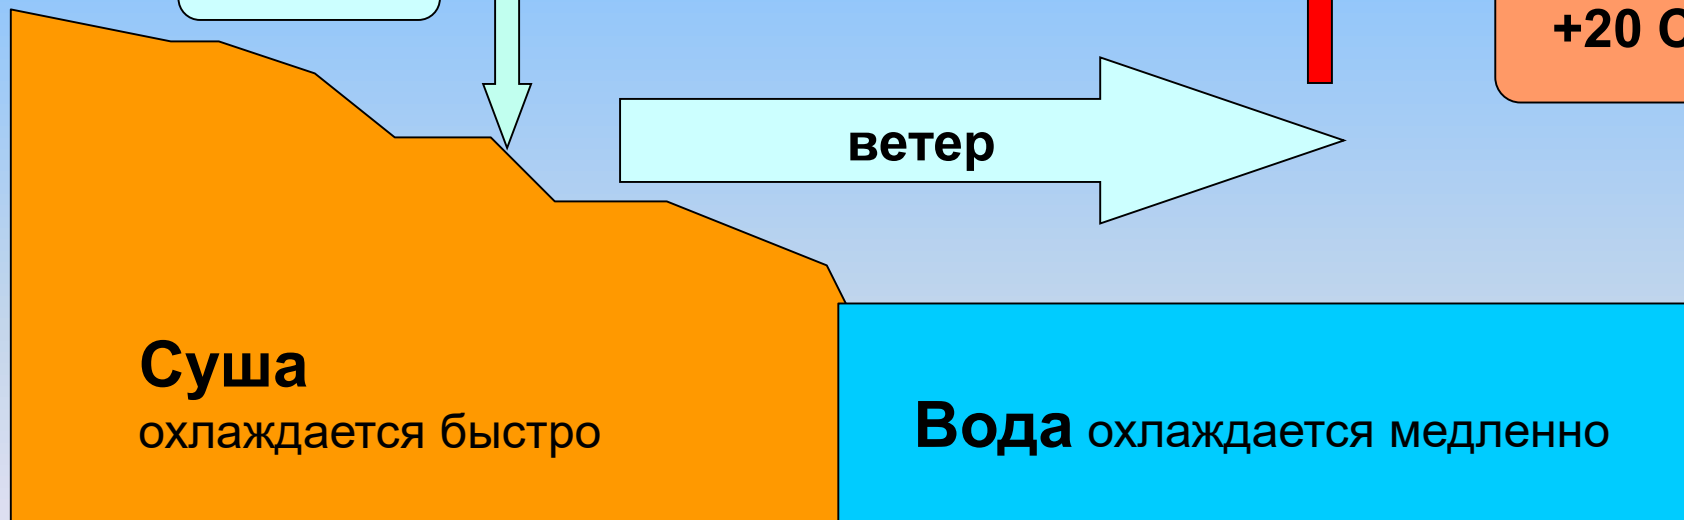 +20 С
ветер
Суша
охлаждается быстро
Вода охлаждается медленно